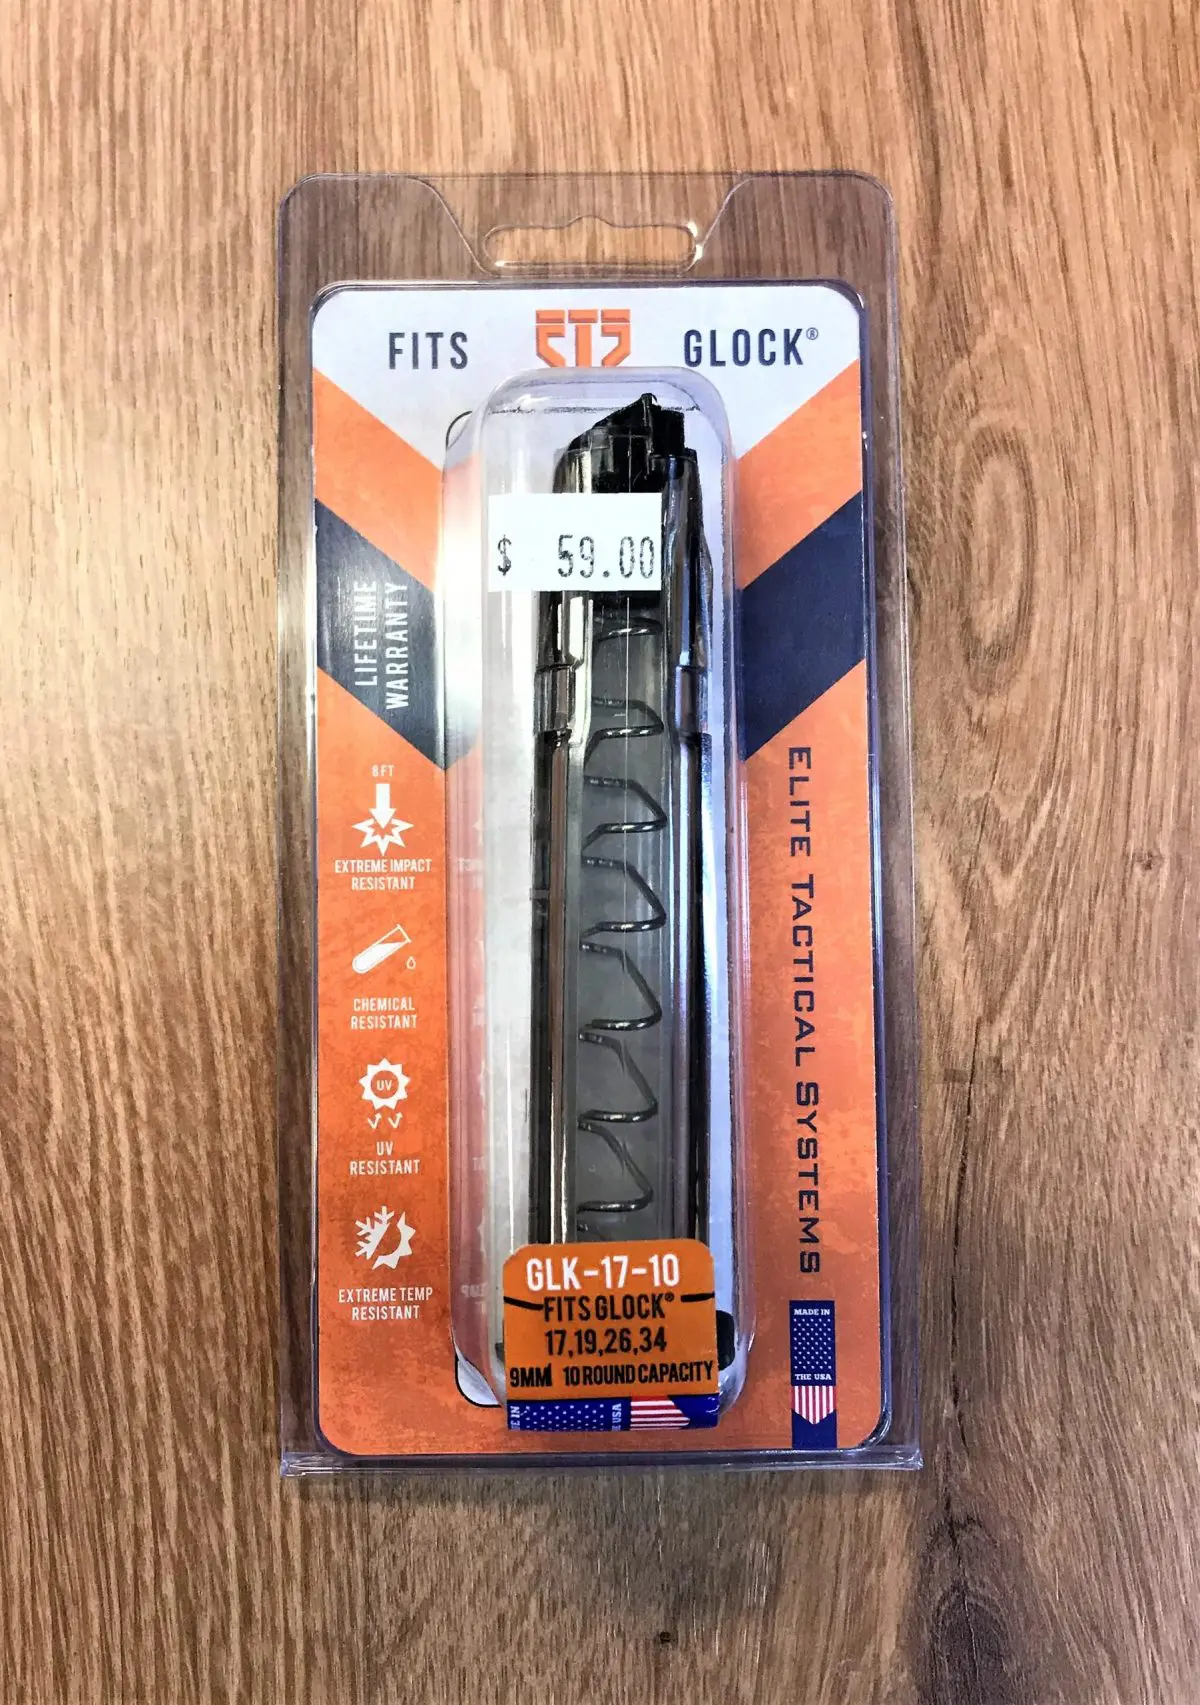 FITS ETS GLOCK®
$ 59.00
LIFETIME
WARRANTY
8 FT
EXTREME IMPACT
RESISTANT
CHEMICAL
RESISTANT
UV
UV
RESISTANT
EXTREME TEMP
RESISTANT
ELITE TACTICAL SYSTEMS
MADE IN
THE USA
GLK-17-10
FITS GLOCK®
17,19,26,34
9MM 10 ROUND CAPACITY